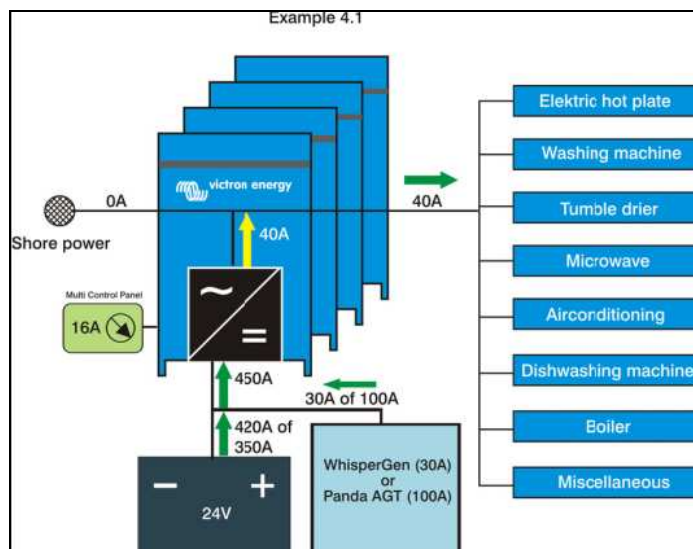 Example 4.1
victron energy
0A
40A
Shore power
40A
Multi Control Panel
16A
~
=
450A
30A of 100A
420A of
350A
− +
24V
WhisperGen (30A)
or
Panda AGT (100A)
Elektric hot plate
Washing machine
Tumble drier
Microwave
Airconditioning
Dishwashing machine
Boiler
Miscellaneous